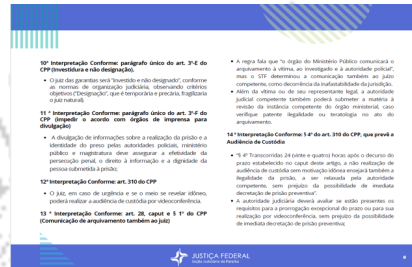 10ª Interpretação Conforme: parágrafo único do art. 3º-E do
CPP (Investidura e não designação).
• O juiz das garantias será "investido e não designado", conforme
as normas de organização judiciária, observando critérios
objetivos ("Designação", que é temporária e precária, fragilizaria
o juiz natural).
11 ª Interpretação Conforme: parágrafo único do art. 3º-F do
CPP (impedir o acordo com órgãos de imprensa para
divulgação)
• A divulgação de informações sobre a realização da prisão e a
identidade do preso pelas autoridades policiais, ministério
público e magistratura deve assegurar a efetividade da
persecução penal, o direito à informação e a dignidade da
pessoa submetida à prisão;
12ª Interpretação Conforme: art. 310 do CPP
• O juiz, em caso de urgência e se o meio se revelar idôneo,
poderá realizar a audiência de custódia por videoconferência.
13 ª Interpretação Conforme: art. 28, caput e § 1º do CPP
(Comunicação de arquivamento também ao juiz)
• A regra fala que "o órgão do Ministério Público comunicará o
arquivamento à vítima, ao investigado e à autoridade policial",
mas o STF determinou a comunicação também ao juízo
competente, como decorrência da inafastabilidade da jurisdição.
• Além da vítima ou de seu representante legal, a autoridade
judicial competente também poderá submeter a matéria à
revisão da instância competente do órgão ministerial, caso
verifique patente ilegalidade ou teratologia no ato do
arquivamento.
14 ª Interpretação Conforme: § 4º do art. 310 do CPP, que prevê a
Audiência de Custódia
• "§ 4º Transcorridas 24 (vinte e quatro) horas após o decurso do
prazo estabelecido no caput deste artigo, a não realização de
audiência de custódia sem motivação idônea ensejará também a
ilegalidade da prisão, a ser relaxada pela autoridade
competente, sem prejuízo da possibilidade de imediata
decretação de prisão preventiva".
• A autoridade judiciária deverá avaliar se estão presentes os
requisitos para a prorrogação excepcional do prazo ou para sua
realização por videoconferência, sem prejuízo da possibilidade
de imediata decretação de prisão preventiva;
JUSTIÇA FEDERAL